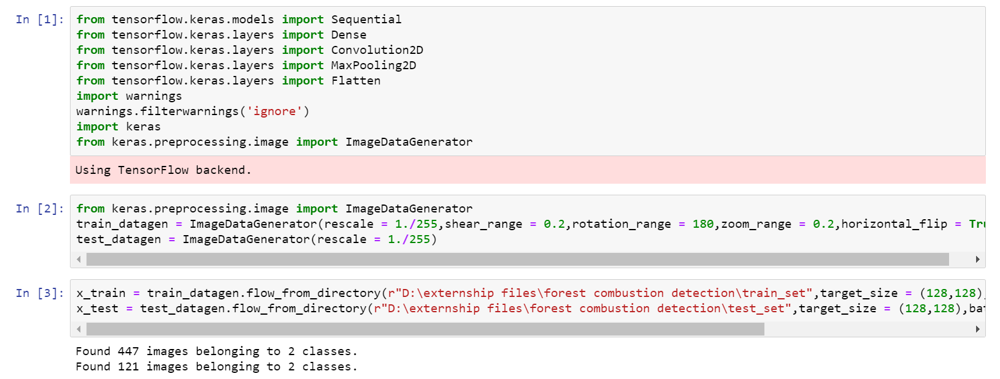 In [1]:
from tensorflow.keras.models import Sequential
from tensorflow.keras.layers import Dense
from tensorflow.keras.layers import Convolution2D
from tensorflow.keras.layers import MaxPooling2D
from tensorflow.keras.layers import Flatten
import warnings
warnings.filterwarnings('ignore')
import keras
from keras.preprocessing.image import ImageDataGenerator
Using TensorFlow backend.
In [2]:
from keras.preprocessing.image import ImageDataGenerator
train_datagen = ImageDataGenerator(rescale = 1./255,shear_range = 0.2,rotation_range = 180,zoom_range = 0.2,horizontal_flip =
test_datagen = ImageDataGenerator(rescale = 1./255)
In [3]:
x_train = train_datagen.flow_from_directory(r"D:\externship files\forest combustion detection\train_set",target_size = (128,128)
x_test = test_datagen.flow_from_directory(r"D:\externship files\forest combustion detection\test_set",target_size = (128,128),
Found 447 images belonging to 2 classes.
Found 121 images belonging to 2 classes.